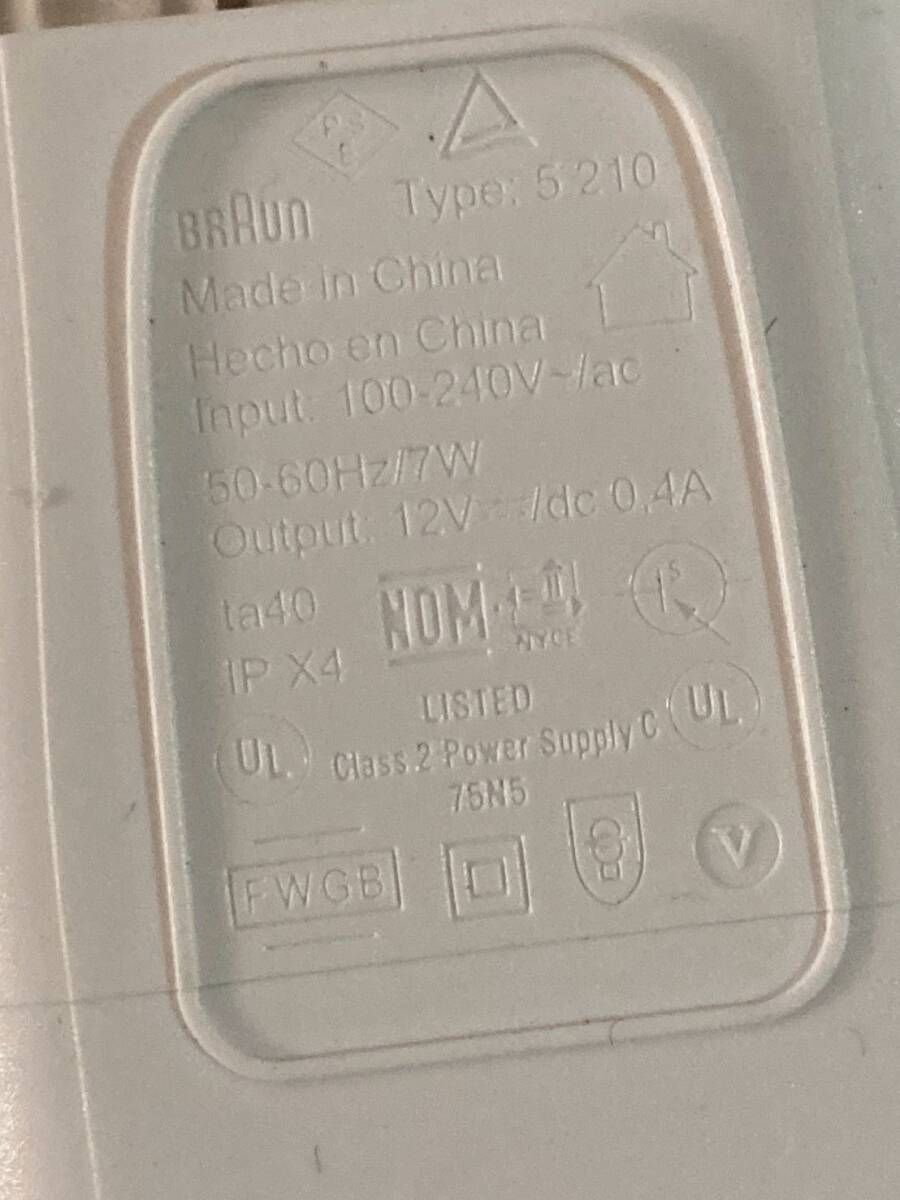 PS
E
BRAUN Type: 5 210
Made in China
Hecho en China
Input: 100-240V~/ac
50-60Hz/7W
Output: 12V⎓/dc 0,4A
ta40 NOM NYCE S
IP X4
LISTED
UL Class 2 Power Supply C UL
75N5
FWGB V